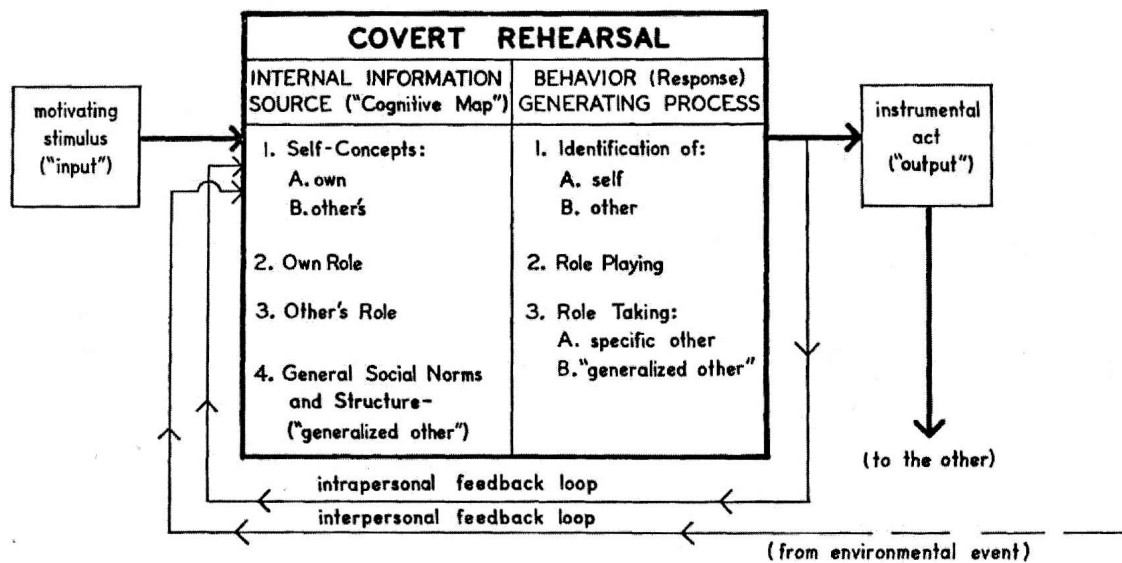 COVERT REHEARSAL
motivating
stimulus
("input")
INTERNAL INFORMATION
SOURCE ("Cognitive Map")
1. Self-Concepts:
A. own
B. other's
2. Own Role
3. Other's Role
4. General Social Norms
and Structure-
("generalized other")
BEHAVIOR (Response)
GENERATING PROCESS
1. Identification of:
A. self
B. other
2. Role Playing
3. Role Taking:
A. specific other
B. "generalized other"
instrumental
act
("output")
(to the other)
intrapersonal feedback loop
interpersonal feedback loop
(from environmental event)